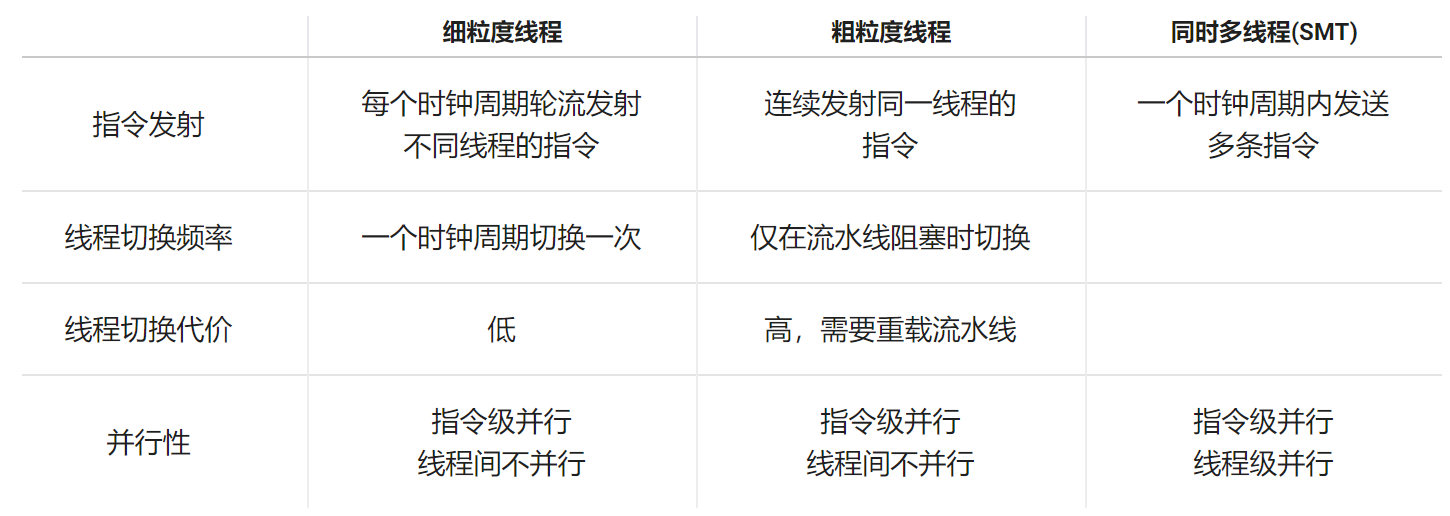 细粒度线程 粗粒度线程 同时多线程(SMT)
指令发射
每个时钟周期轮流发射
不同线程的指令
连续发射同一线程的
指令
一个时钟周期内发送
多条指令
线程切换频率 一个时钟周期切换一次 仅在流水线阻塞时切换
线程切换代价 低 高，需要重载流水线
并行性
指令级并行
线程间不并行
指令级并行
线程间不并行
指令级并行
线程级并行